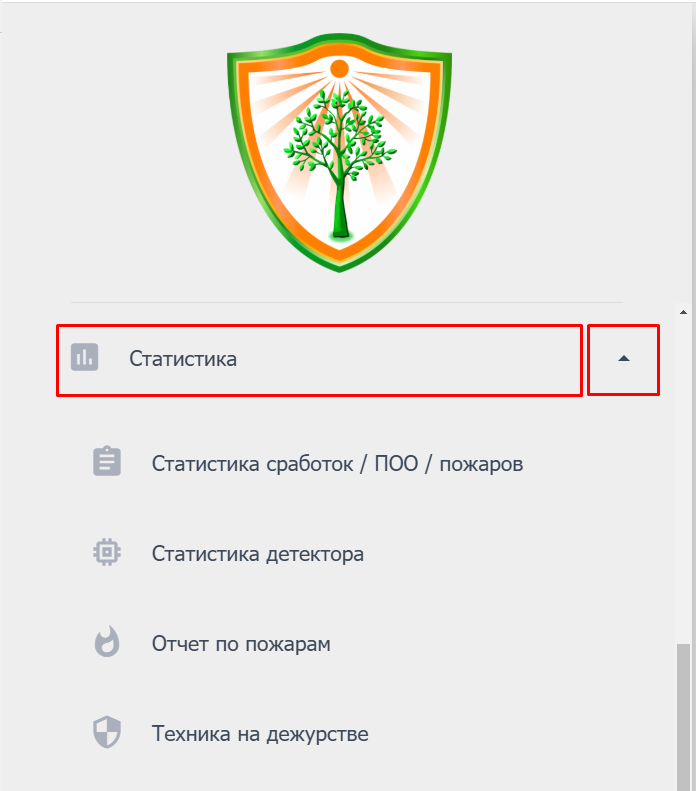 Статистика
Статистика сработок / ПОО / пожаров
Статистика детектора
Отчет по пожарам
Техника на дежурстве